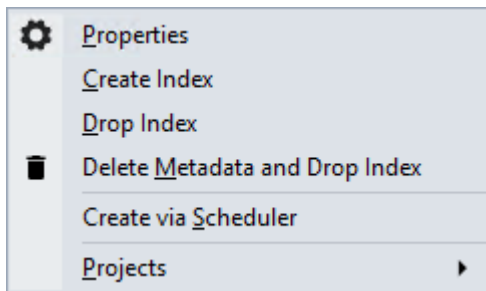 Properties
Create Index
Drop Index
Delete Metadata and Drop Index
Create via Scheduler
Projects